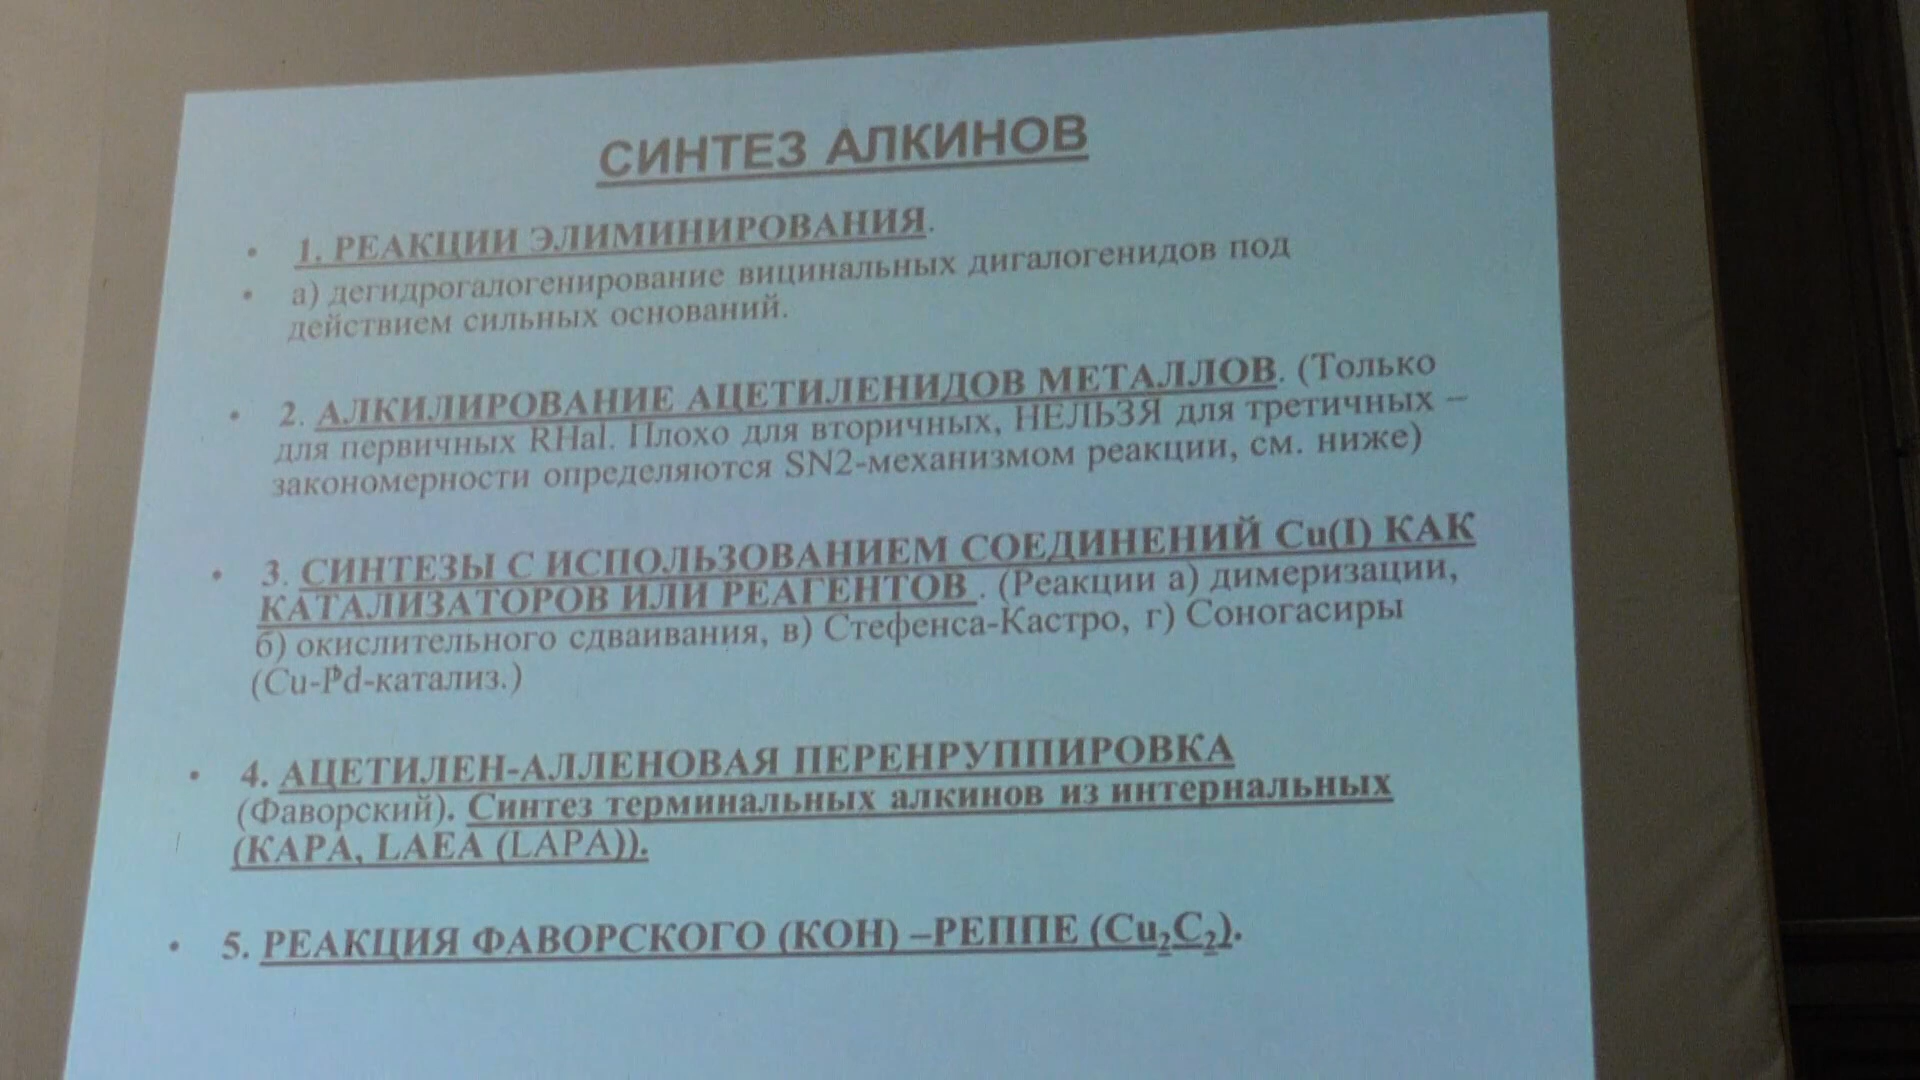 СИНТЕЗ АЛКИНОВ
• 1. РЕАКЦИИ ЭЛИМИНИРОВАНИЯ.
• а) дегидрогалогенирование вицинальных дигалогенидов под
действием сильных оснований.
• 2. АЛКИЛИРОВАНИЕ АЦЕТИЛЕНИДОВ МЕТАЛЛОВ. (Только
для первичных RHal. Плохо для вторичных, НЕЛЬЗЯ для третичных –
закономерности определяются SN2-механизмом реакции, см. ниже)
• 3. СИНТЕЗЫ С ИСПОЛЬЗОВАНИЕМ СОЕДИНЕНИЙ Cu(I) КАК
КАТАЛИЗАТОРОВ ИЛИ РЕАГЕНТОВ . (Реакции а) димеризации,
б) окислительного сдваивания, в) Стефенса-Кастро, г) Соногасиры
(Cu-Pd-катализ.)
• 4. АЦЕТИЛЕН-АЛЛЕНОВАЯ ПЕРЕНРУППИРОВКА
(Фаворский). Синтез терминальных алкинов из интернальных
(KAPA, LAEA (LAPA)).
• 5. РЕАКЦИЯ ФАВОРСКОГО (КОН) –РЕППЕ (Cu₂C₂).